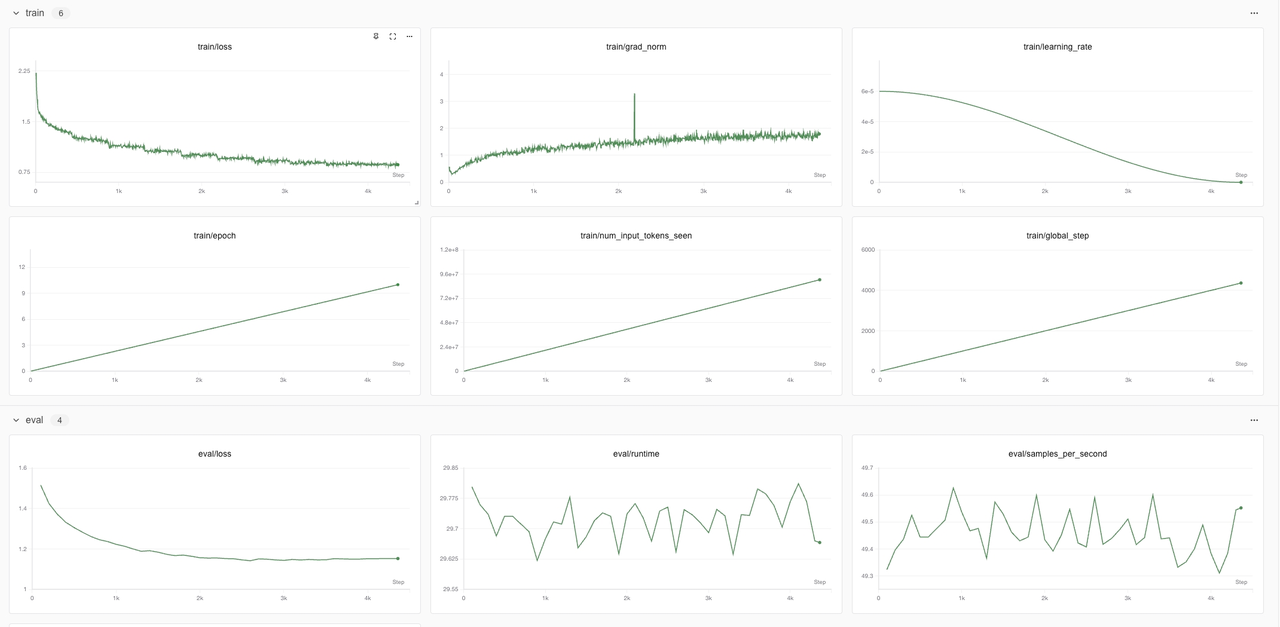 train 6
train/loss
2.25
1.5
0.75
Step
0 1k 2k 3k 4k
train/grad_norm
4
3
2
1
0
Step
0 1k 2k 3k 4k
train/learning_rate
6e-5
4e-5
2e-5
0
Step
0 1k 2k 3k 4k
train/epoch
12
9
6
3
0
Step
0 1k 2k 3k 4k
train/num_input_tokens_seen
1.2e+8
9.6e+7
7.2e+7
4.8e+7
2.4e+7
0
Step
0 1k 2k 3k 4k
train/global_step
6000
4000
2000
0
Step
0 1k 2k 3k 4k
eval 4
eval/loss
1.6
1.4
1.2
1
Step
0 1k 2k 3k 4k
eval/runtime
29.85
29.775
29.7
29.625
29.55
Step
0 1k 2k 3k 4k
eval/samples_per_second
49.7
49.6
49.5
49.4
49.3
Step
0 1k 2k 3k 4k